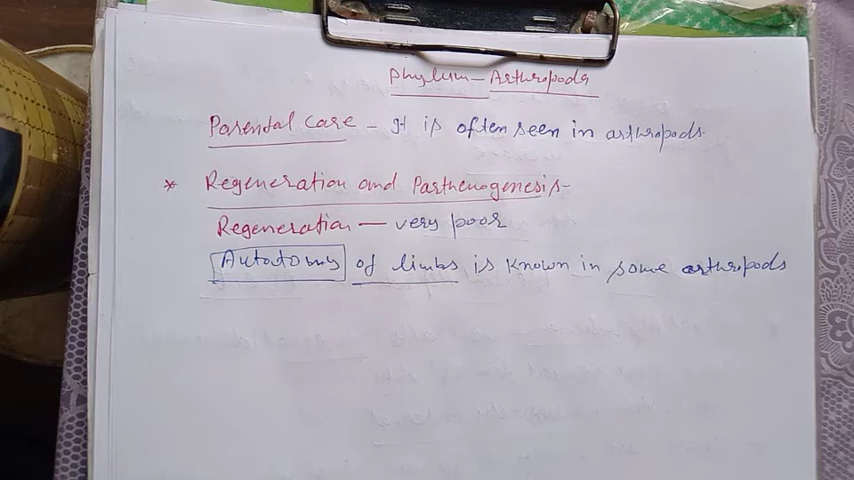 Phylum - Arthropods
Parental Care - It is often seen in arthropods.
* Regeneration and Parthenogenesis-
Regeneration - very poor
Autotomy of limbs is known in some arthropods